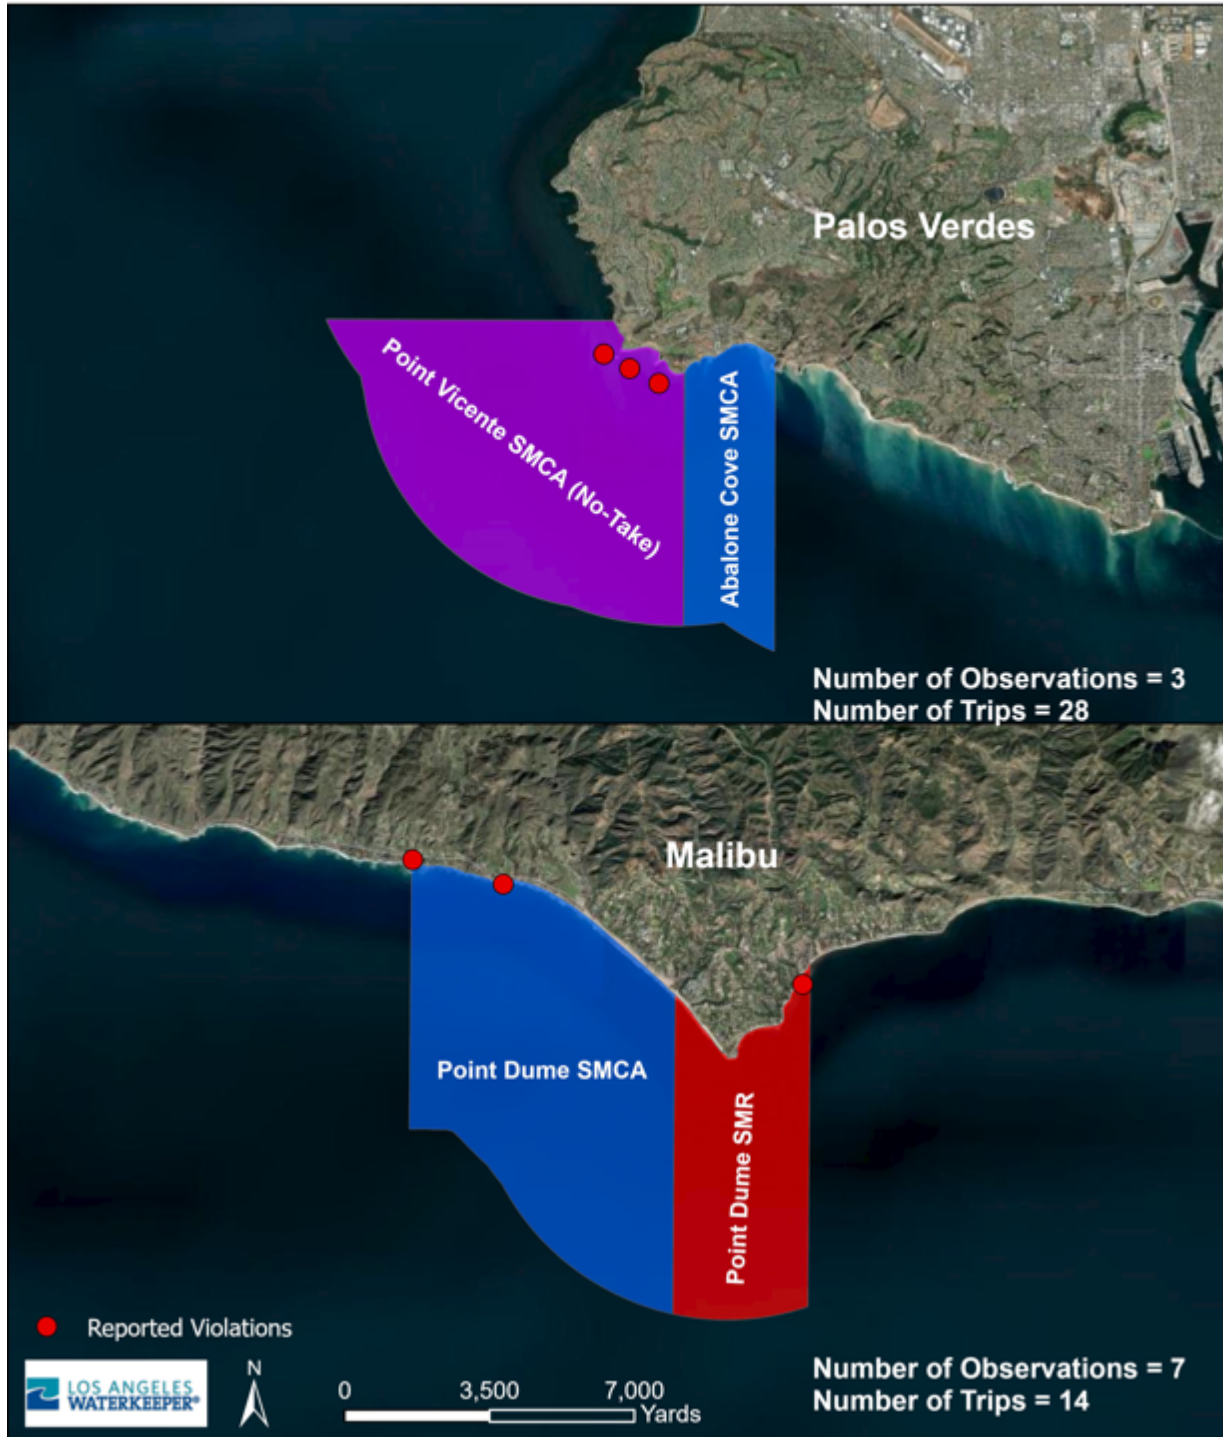 Palos Verdes
Point Vicente SMCA (No-Take)
Abalone Cove SMCA
Number of Observations = 3
Number of Trips = 28
Malibu
Point Dume SMCA
Point Dume SMR
Reported Violations
LOS ANGELES
WATERKEEPER®
N
0 3,500 7,000
Yards
Number of Observations = 7
Number of Trips = 14